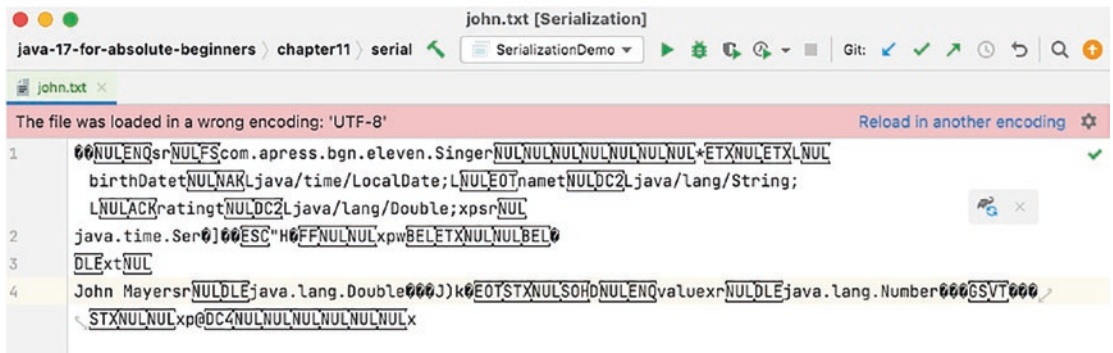 john.txt [Serialization]
java-17-for-absolute-beginners chapter11 serial SerializationDemo Git:
john.txt
The file was loaded in a wrong encoding: 'UTF-8' Reload in another encoding
1 ��NULENQsrNULFScom.apress.bgn.eleven.SingerNULNULNULNULNULNULNUL*ETXNULETXLNUL
birthDatetNULNAKLjava/time/LocalDate;LNULEOTnametNULDC2Ljava/lang/String;
LNULACKratingtNULDC2Ljava/lang/Double;xpsrNUL
2 java.time.Ser�]��ESC"H�FFNULNULxpwBELETXNULNULBEL�
3 DLExtNUL
4 John MayersrNULDLEjava.lang.Double���J)k�EOTSTXNULSOHDNULENQvaluexrNULDLEjava.lang.Number���GSVT���
STXNULNULxp@DC4NULNULNULNULNULNULx